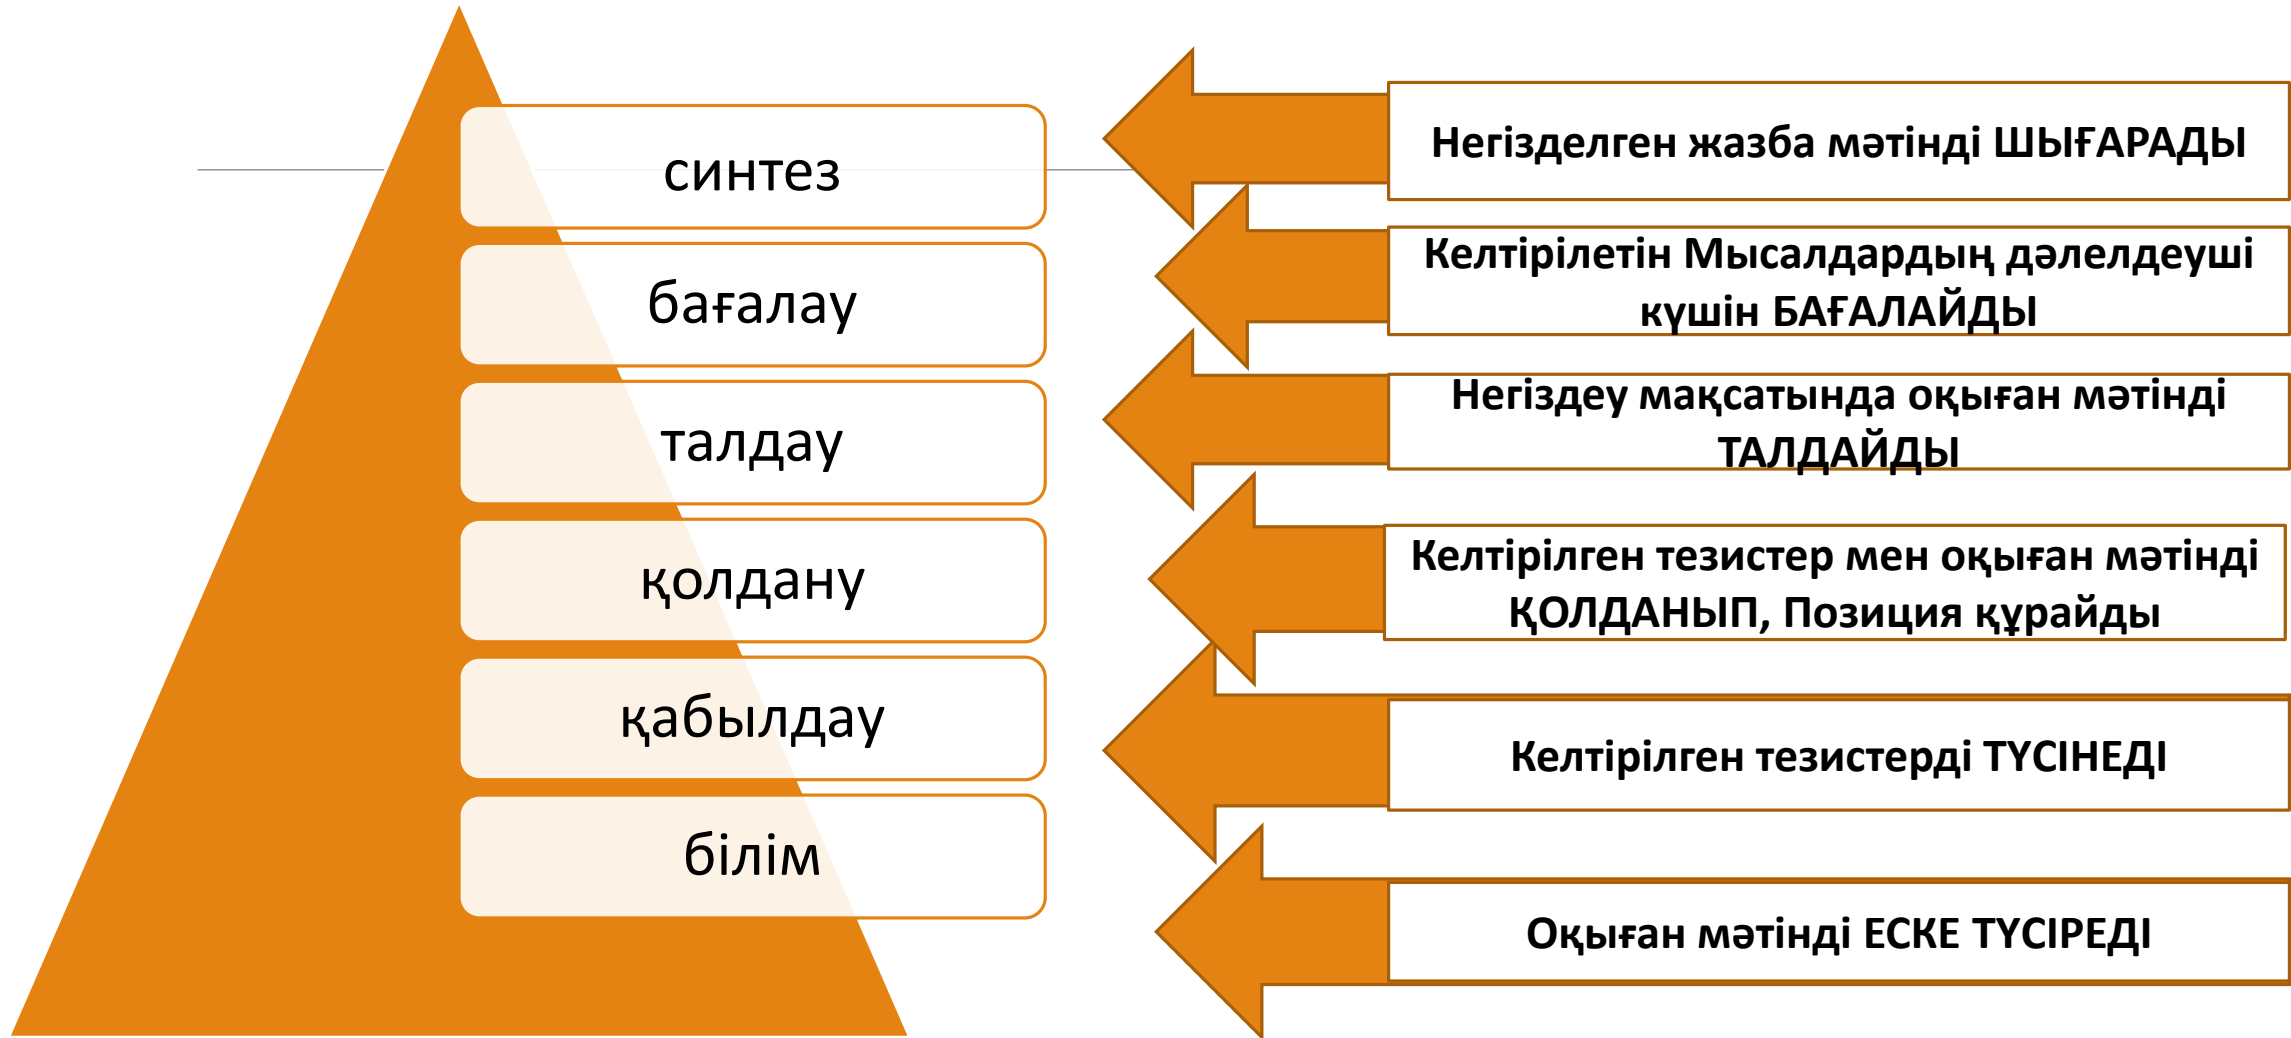 синтез
бағалау
талдау
қолдану
қабылдау
білім
Негізделген жазба мәтінді ШЫҒАРАДЫ
Келтірілетін Мысалдардың дәлелдеуші
күшін БАҒАЛАЙДЫ
Негіздеу мақсатында оқыған мәтінді
ТАЛДАЙДЫ
Келтірілген тезистер мен оқыған мәтінді
ҚОЛДАНЫП, Позиция құрайды
Келтірілген тезистерді ТҮСІНЕДІ
Оқыған мәтінді ЕСКЕ ТҮСІРЕДІ